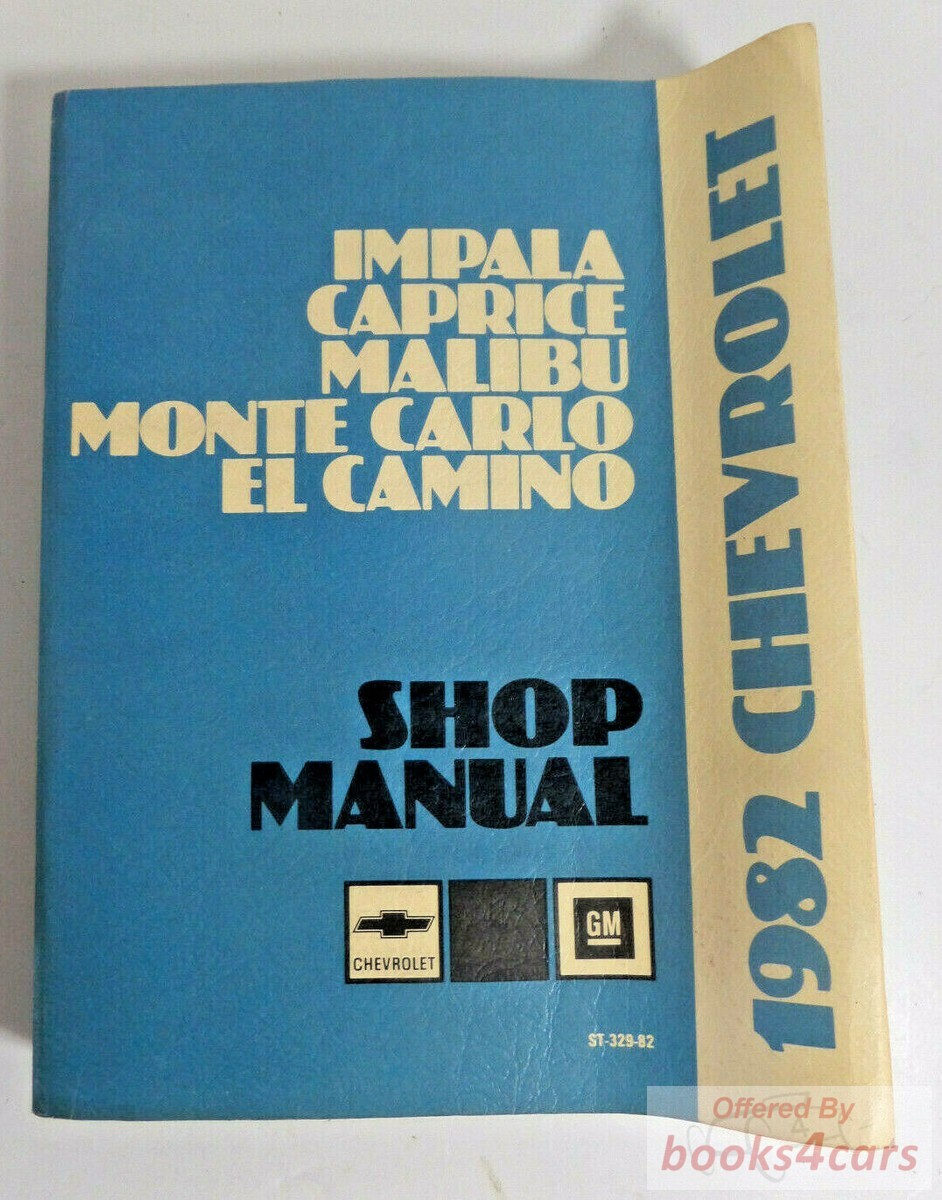 IMPALA
CAPRICE
MALIBU
MONTE CARLO
EL CAMINO
SHOP
MANUAL
CHEVROLET
GM
ST-329-82
1982 CHEVROLET
Offered By
books4cars